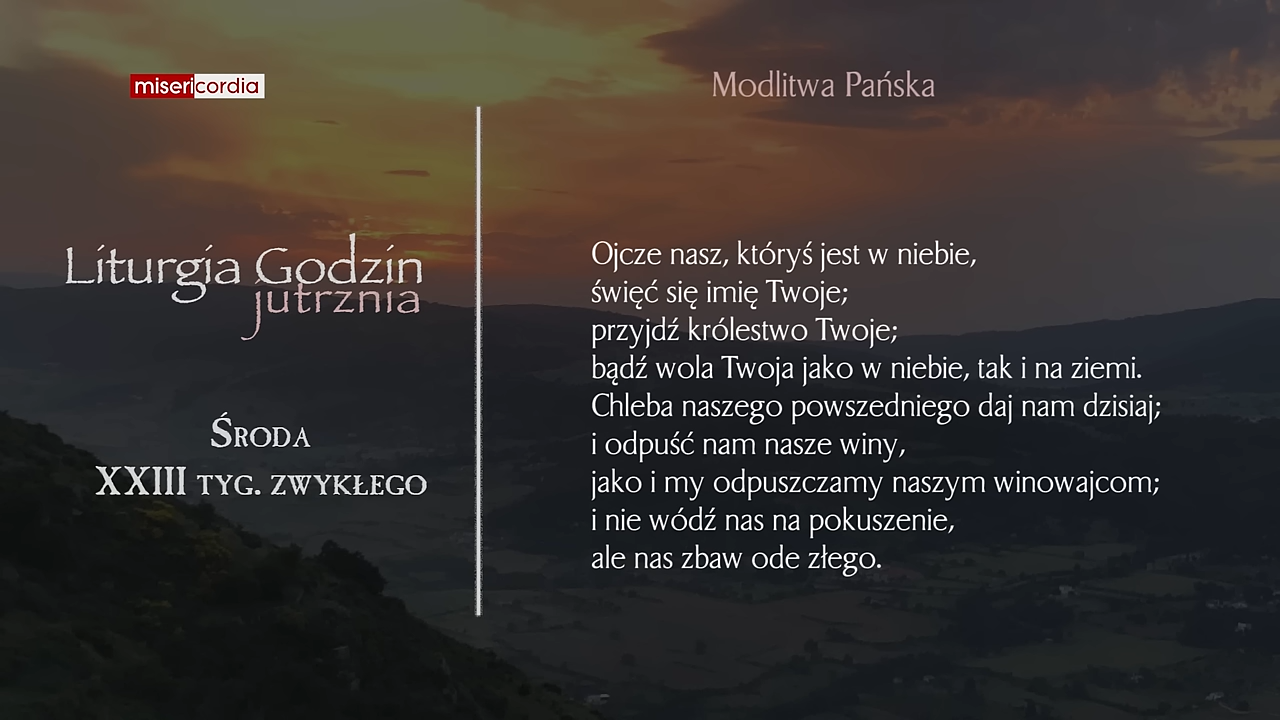 misericordia
Liturgia Godzin
jutrznia
Środa
XXIII tyg. zwykłego
Modlitwa Pańska
Ojcze nasz, któryś jest w niebie,
święć się imię Twoje;
przyjdź królestwo Twoje;
bądź wola Twoja jako w niebie, tak i na ziemi.
Chleba naszego powszedniego daj nam dzisiaj;
i odpuść nam nasze winy,
jako i my odpuszczamy naszym winowajcom;
i nie wódź nas na pokuszenie,
ale nas zbaw ode złego.